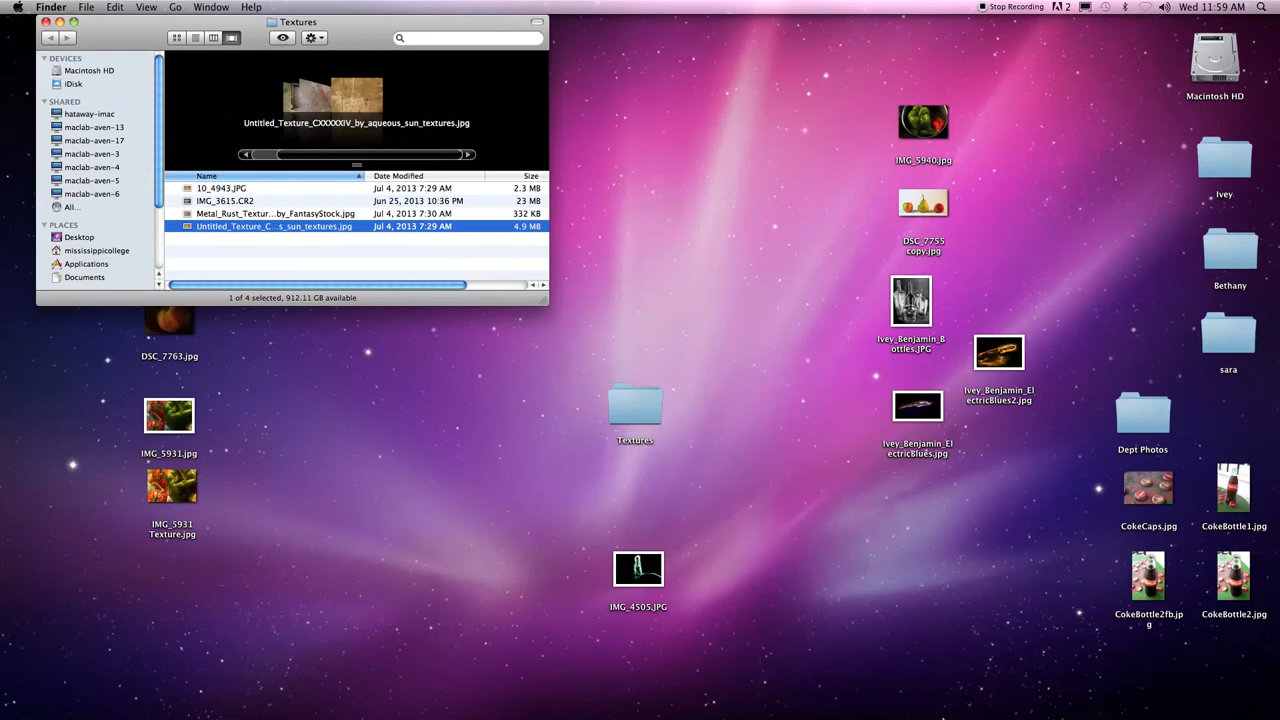 Finder File Edit View Go Window Help
Stop Recording 2 Wed 11:59 AM
Textures
DEVICES
Macintosh HD
iDisk
SHARED
hataway-imac
maclab-aven-13
maclab-aven-17
maclab-aven-3
maclab-aven-4
maclab-aven-5
maclab-aven-6
All...
PLACES
Desktop
mississippicollege
Applications
Documents
Untitled_Texture_CXXXXXIV_by_aqueous_sun_textures.jpg
Name Date Modified Size
10_4943.JPG Jul 4, 2013 7:29 AM 2.3 MB
IMG_3615.CR2 Jun 25, 2013 10:36 PM 23 MB
Metal_Rust_Textur...by_FantasyStock.jpg Jul 4, 2013 7:30 AM 332 KB
Untitled_Texture_C...s_sun_textures.jpg Jul 4, 2013 7:29 AM 4.9 MB
1 of 4 selected, 912.11 GB available
DSC_7763.jpg
IMG_5931.jpg
IMG_5931
Texture.jpg
Textures
IMG_4505.JPG
IMG_5940.jpg
DSC_7755
copy.jpg
Ivey_Benjamin_B
ottles.JPG
Ivey_Benjamin_El
ectricBlues2.jpg
Ivey_Benjamin_El
ectricBlues.jpg
Macintosh HD
Ivey
Bethany
sara
Dept Photos
CokeCaps.jpg
CokeBottle1.jpg
CokeBottle2fb.jp
g
CokeBottle2.jpg